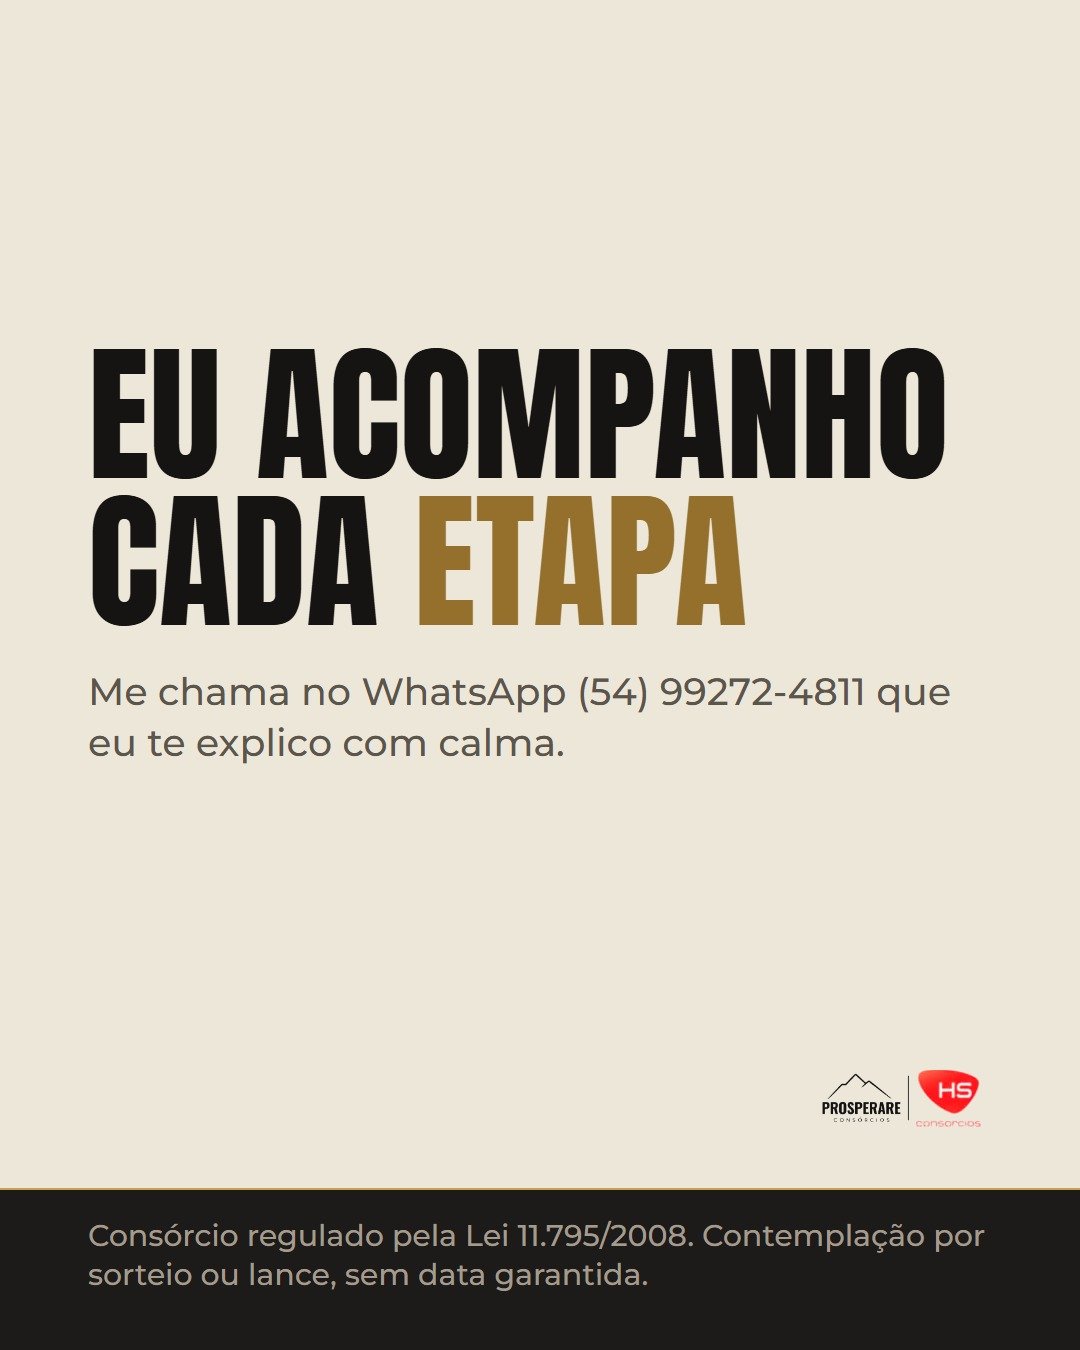 EU ACOMPANHO
CADA ETAPA
Me chama no WhatsApp (54) 99272-4811 que
eu te explico com calma.
PROSPERARE
CONSÓRCIOS
HS
consórcios
Consórcio regulado pela Lei 11.795/2008. Contemplação por
sorteio ou lance, sem data garantida.